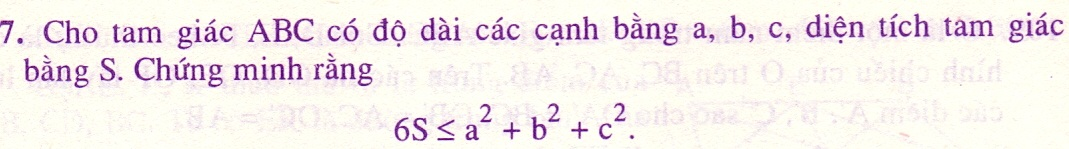 7. Cho tam giác ABC có độ dài các cạnh bằng a, b, c, diện tích tam giác
bằng S. Chứng minh rằng
6S ≤ a² + b² + c².